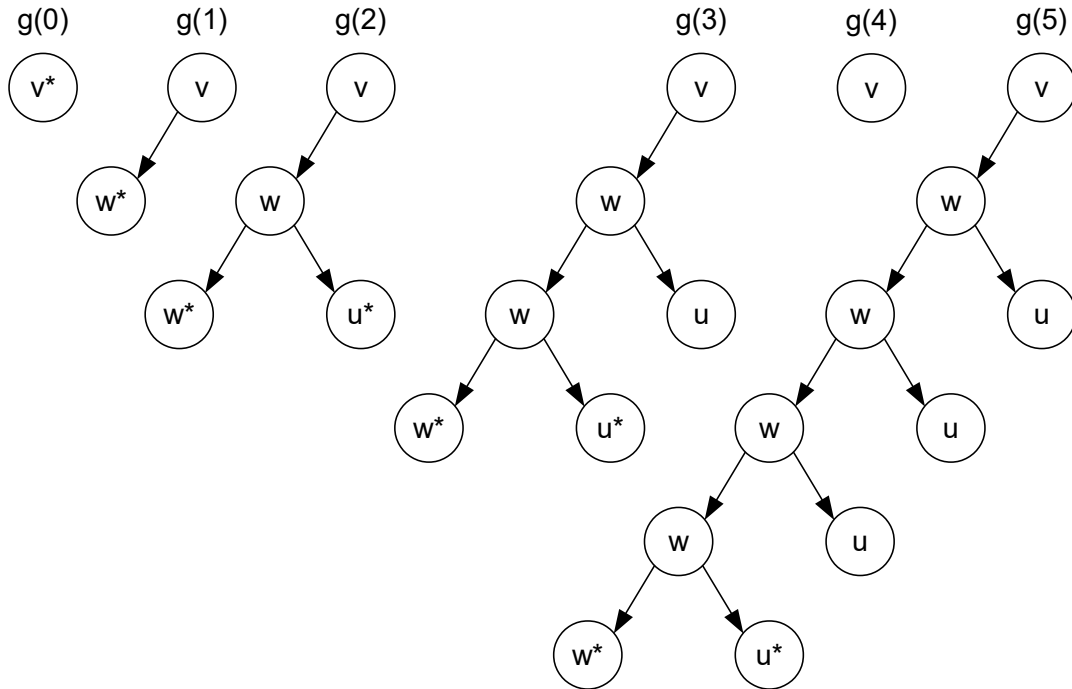 g(0) g(1) g(2) g(3) g(4) g(5)
v* v v v v v
w* w w w
w* u* w u w u
w* u* w u
w u
w* u*